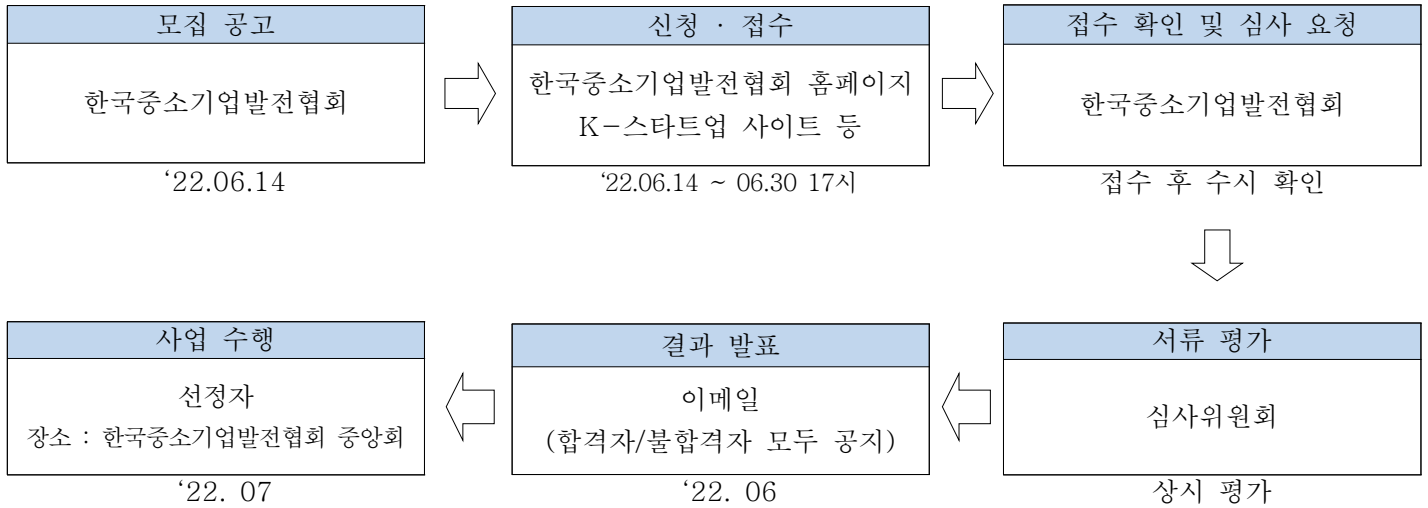 모집 공고
한국중소기업발전협회
‘22.06.14
신청 · 접수
한국중소기업발전협회 홈페이지
K-스타트업 사이트 등
‘22.06.14 ~ 06.30 17시
접수 확인 및 심사 요청
한국중소기업발전협회
접수 후 수시 확인
서류 평가
심사위원회
상시 평가
결과 발표
이메일
(합격자/불합격자 모두 공지)
‘22. 06
사업 수행
선정자
장소 : 한국중소기업발전협회 중앙회
‘22. 07